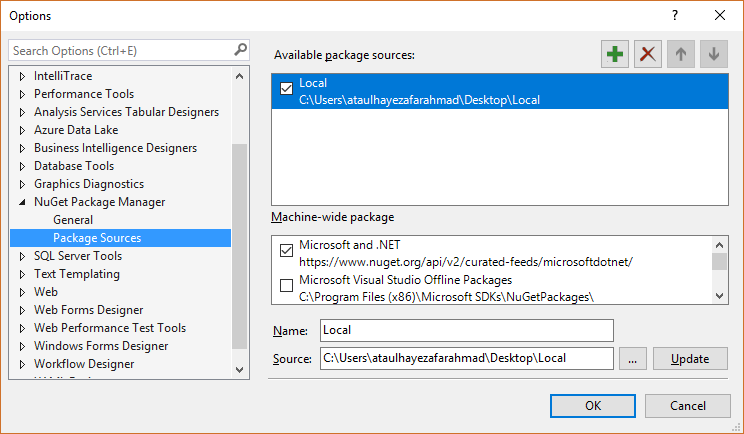 Options
?
Search Options (Ctrl+E)
IntelliTrace
Performance Tools
Analysis Services Tabular Designers
Azure Data Lake
Business Intelligence Designers
Database Tools
Graphics Diagnostics
NuGet Package Manager
General
Package Sources
SQL Server Tools
Text Templating
Web
Web Forms Designer
Web Performance Test Tools
Windows Forms Designer
Workflow Designer
Available package sources:
Local
C:\Users\ataulhayezafarahmad\Desktop\Local
Machine-wide package
Microsoft and .NET
https://www.nuget.org/api/v2/curated-feeds/microsoftdotnet/
Microsoft Visual Studio Offline Packages
C:\Program Files (x86)\Microsoft SDKs\NuGetPackages\
Name: Local
Source: C:\Users\ataulhayezafarahmad\Desktop\Local ... Update
OK Cancel